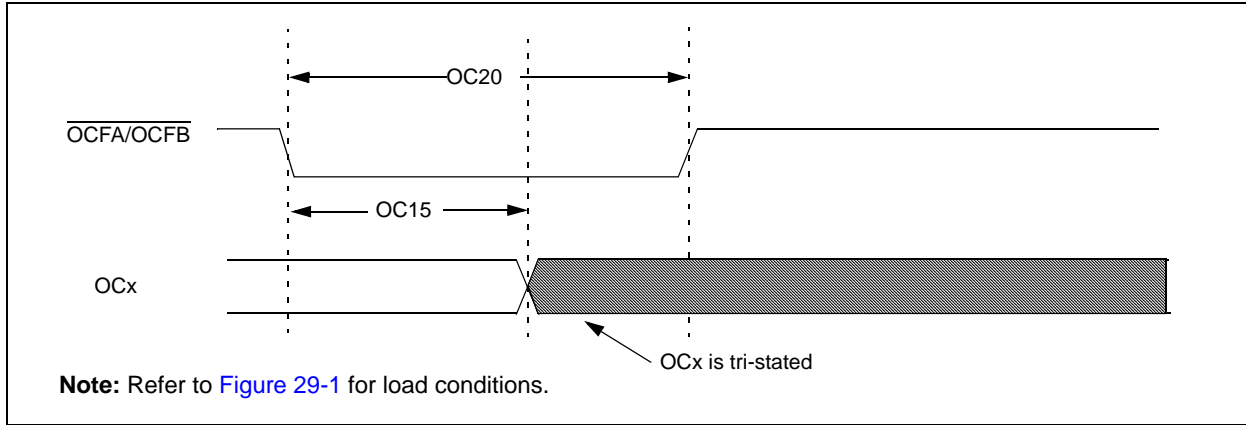 OC20
OCFA/OCFB
OC15
OCx
OCx is tri-stated
Note: Refer to Figure 29-1 for load conditions.